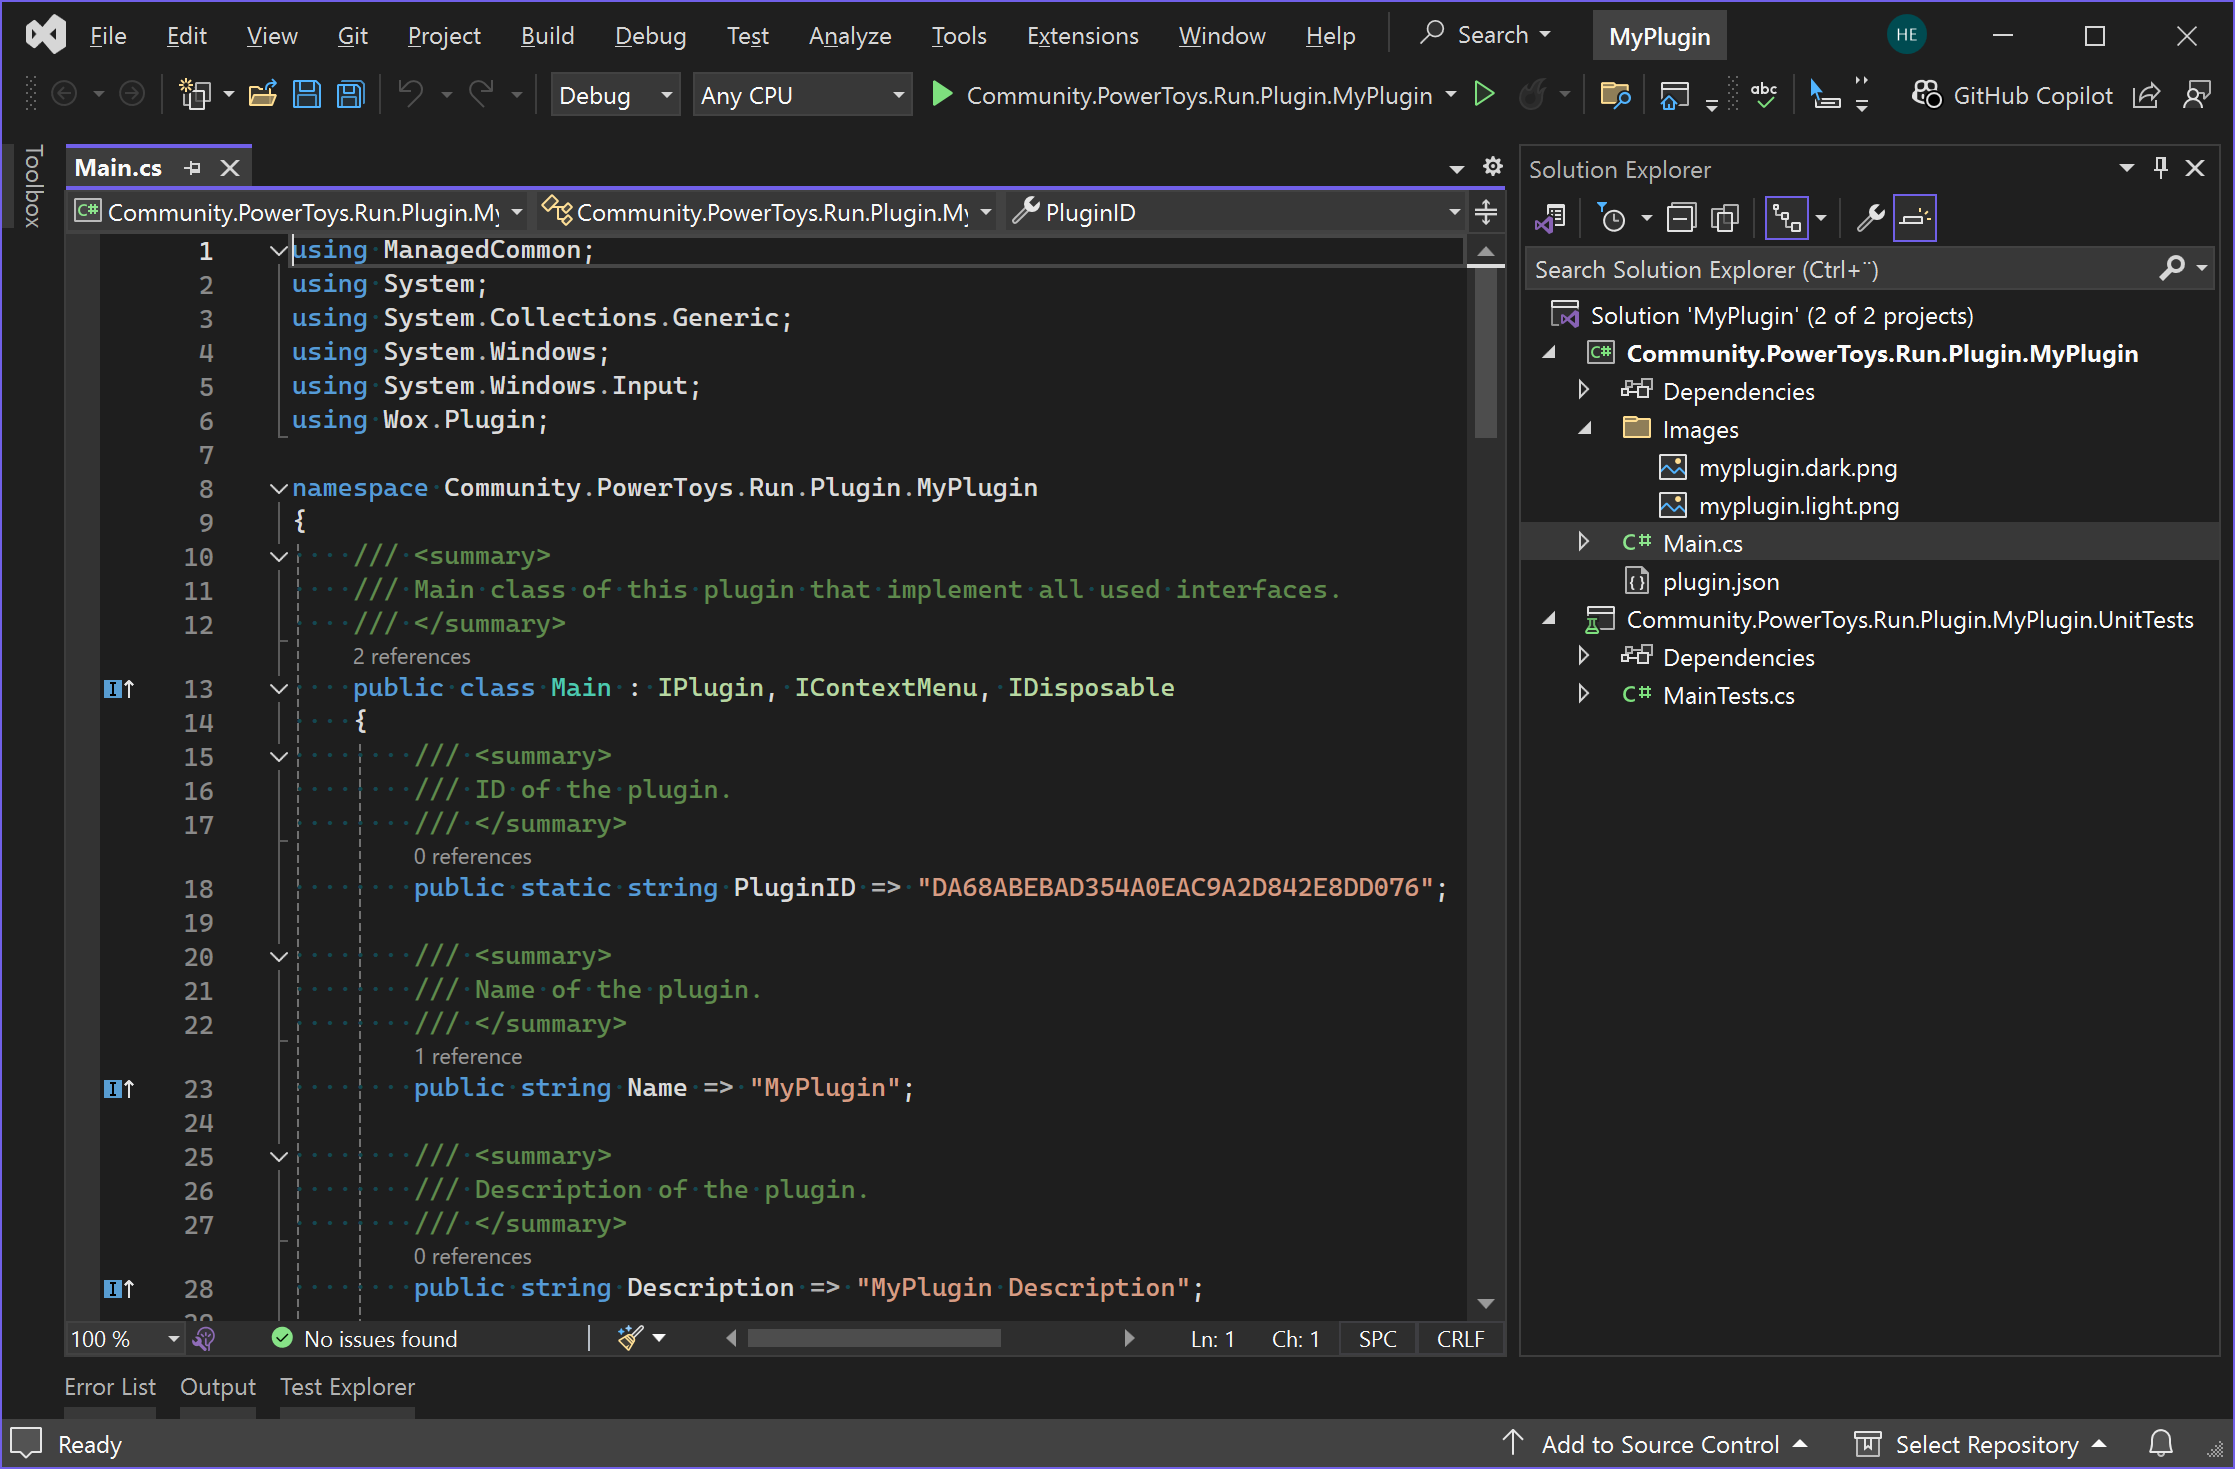 File Edit View Git Project Build Debug Test Analyze Tools Extensions Window Help Search MyPlugin HE
Debug Any CPU Community.PowerToys.Run.Plugin.MyPlugin abc GitHub Copilot
Toolbox
Main.cs
C# Community.PowerToys.Run.Plugin.My Community.PowerToys.Run.Plugin.My PluginID
1 using ManagedCommon;
2 using System;
3 using System.Collections.Generic;
4 using System.Windows;
5 using System.Windows.Input;
6 using Wox.Plugin;
7
8 namespace Community.PowerToys.Run.Plugin.MyPlugin
9 {
10 /// <summary>
11 /// Main class of this plugin that implement all used interfaces.
12 /// </summary>
2 references
13 public class Main : IPlugin, IContextMenu, IDisposable
14 {
15 /// <summary>
16 /// ID of the plugin.
17 /// </summary>
0 references
18 public static string PluginID => "DA68ABEBAD354A0EAC9A2D842E8DD076";
19
20 /// <summary>
21 /// Name of the plugin.
22 /// </summary>
1 reference
23 public string Name => "MyPlugin";
24
25 /// <summary>
26 /// Description of the plugin.
27 /// </summary>
0 references
28 public string Description => "MyPlugin Description";
100 % No issues found Ln: 1 Ch: 1 SPC CRLF
Solution Explorer
Search Solution Explorer (Ctrl+¨)
Solution 'MyPlugin' (2 of 2 projects)
C# Community.PowerToys.Run.Plugin.MyPlugin
Dependencies
Images
myplugin.dark.png
myplugin.light.png
C# Main.cs
plugin.json
Community.PowerToys.Run.Plugin.MyPlugin.UnitTests
Dependencies
C# MainTests.cs
Error List Output Test Explorer
Ready Add to Source Control Select Repository